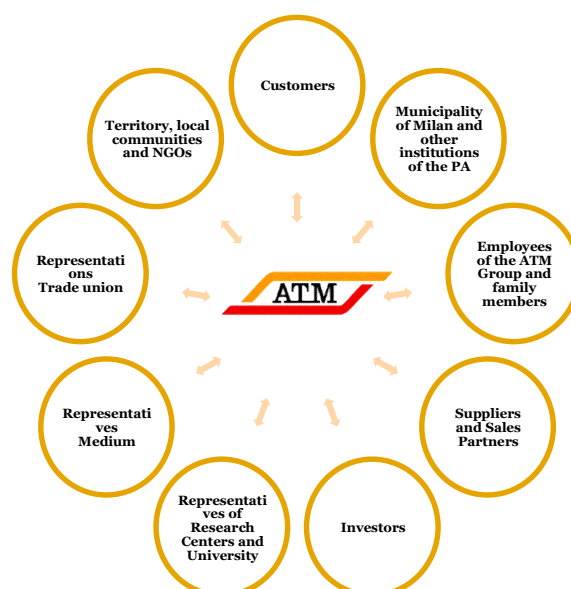 Customers
Municipality
of Milan and
other
institutions
of the PA
Employees
of the ATM
Group and
family
members
Suppliers
and Sales
Partners
Investors
Representati
ves of
Research
Centers and
University
Representati
ves
Medium
Representati
ons
Trade union
Territory, local
communities
and NGOs
ATM